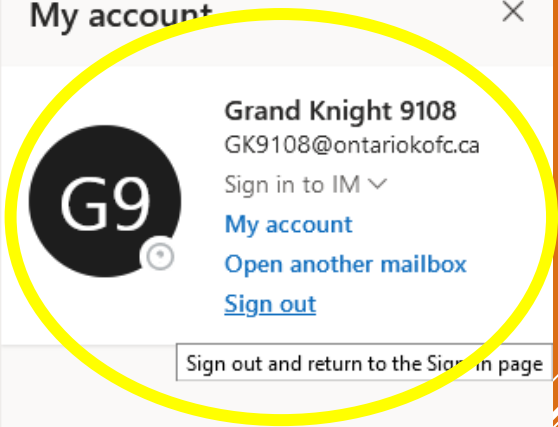 My account
Grand Knight 9108
GK9108@ontariokofc.ca
G9
Sign in to IM
My account
Open another mailbox
Sign out
Sign out and return to the Sign-in page